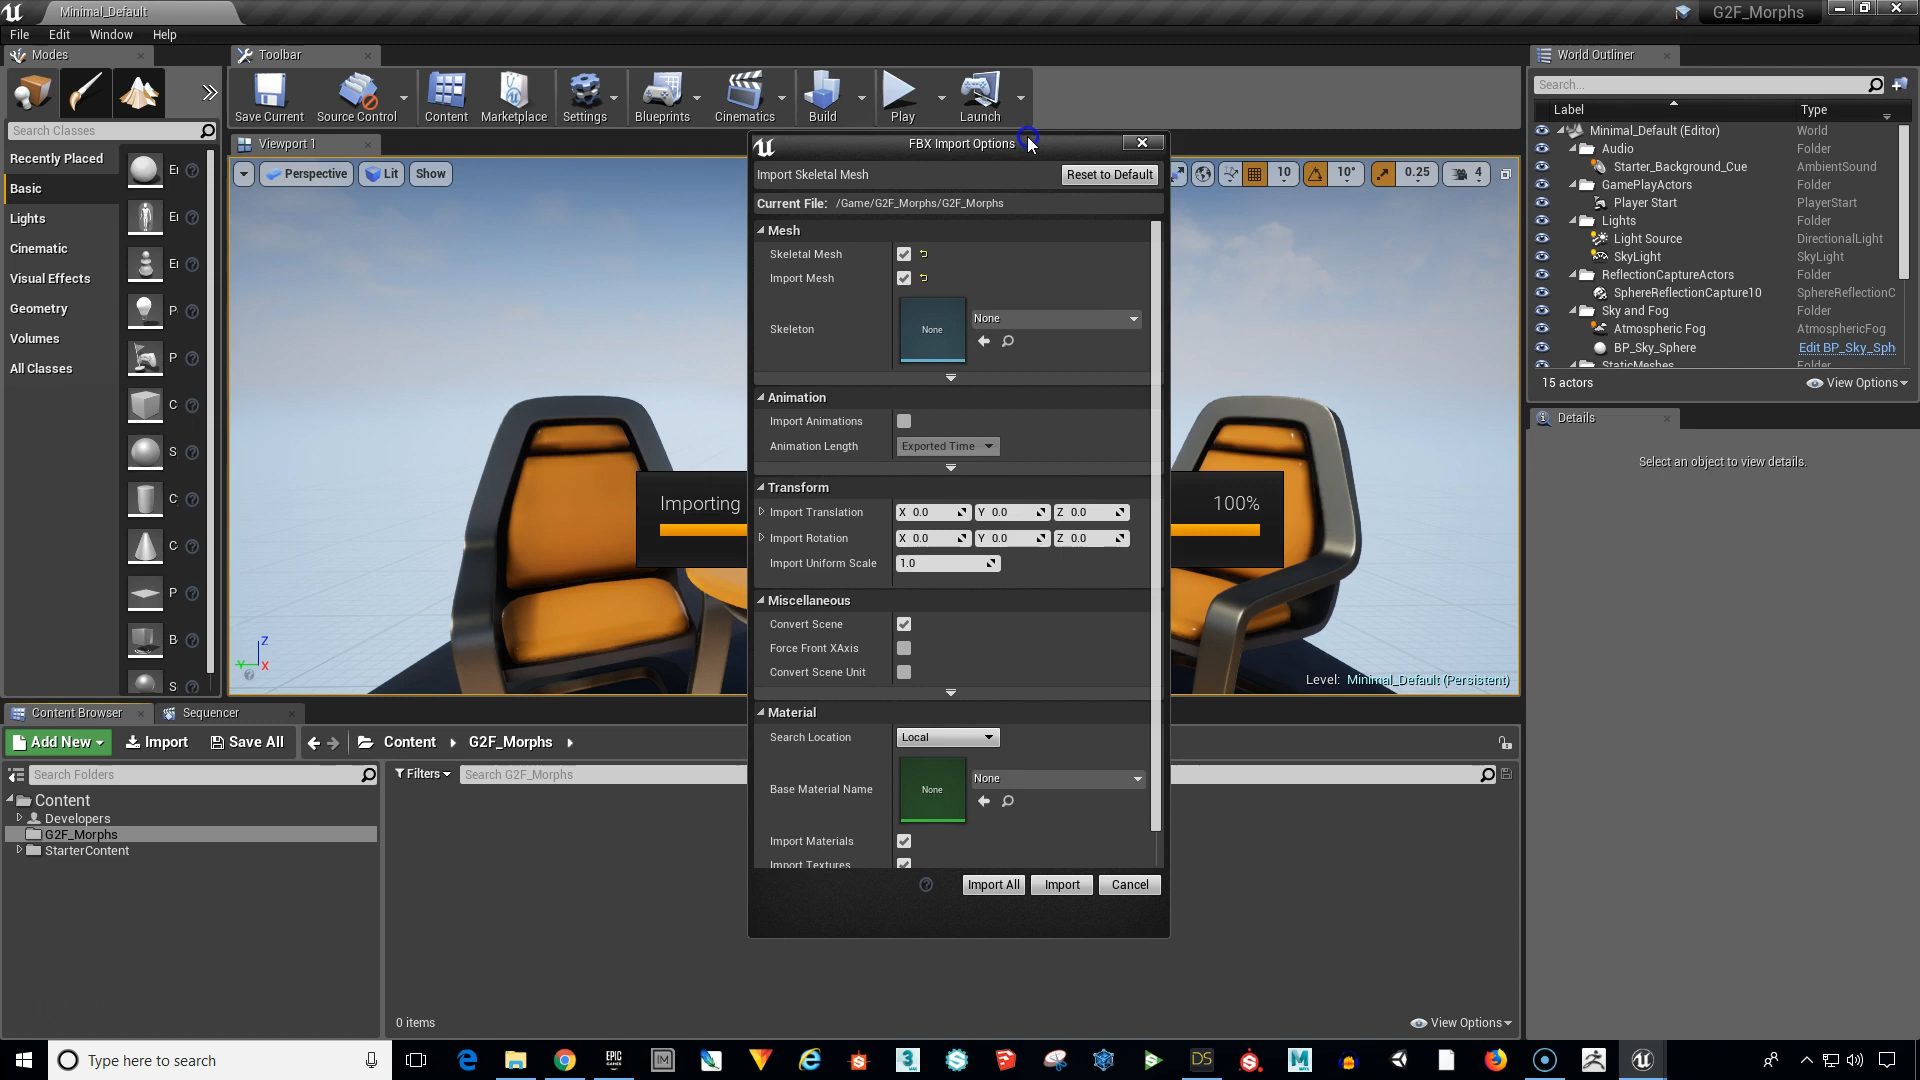 Minimal_Default
G2F_Morphs
File Edit Window Help
Modes
Toolbar
World Outliner
Save Current Source Control Content Marketplace Settings Blueprints Cinematics Build Play Launch
Search Classes
Recently Placed
Basic
Lights
Cinematic
Visual Effects
Geometry
Volumes
All Classes
P
P
C
S
C
C
P
B
S
Viewport 1
Perspective Lit Show
10 10° 0.25 4
FBX Import Options
Import Skeletal Mesh Reset to Default
Current File: /Game/G2F_Morphs/G2F_Morphs
Mesh
Skeletal Mesh
Import Mesh
Skeleton None None
Animation
Import Animations
Animation Length Exported Time
Transform
Import Translation X 0.0 Y 0.0 Z 0.0
Import Rotation X 0.0 Y 0.0 Z 0.0
Import Uniform Scale 1.0
Miscellaneous
Convert Scene
Force Front XAxis
Convert Scene Unit
Material
Search Location Local
Base Material Name None None
Import Materials
Import Textures
Import All Import Cancel
Importing 100%
Z
Y X
Level: Minimal_Default (Persistent)
Search...
Label Type
Minimal_Default (Editor) World
Audio Folder
Starter_Background_Cue AmbientSound
GamePlayActors Folder
Player Start PlayerStart
Lights Folder
Light Source DirectionalLight
SkyLight SkyLight
ReflectionCaptureActors Folder
SphereReflectionCapture10 SphereReflectionC
Sky and Fog Folder
Atmospheric Fog AtmosphericFog
BP_Sky_Sphere Edit BP_Sky_Sph
StaticMeshes Folder
15 actors View Options
Details
Select an object to view details.
Content Browser Sequencer
Add New Import Save All Content G2F_Morphs
Search Folders
Filters Search G2F_Morphs
Content
Developers
G2F_Morphs
StarterContent
0 items View Options
Type here to search
EPIC GAMES
IM
3
DS
M